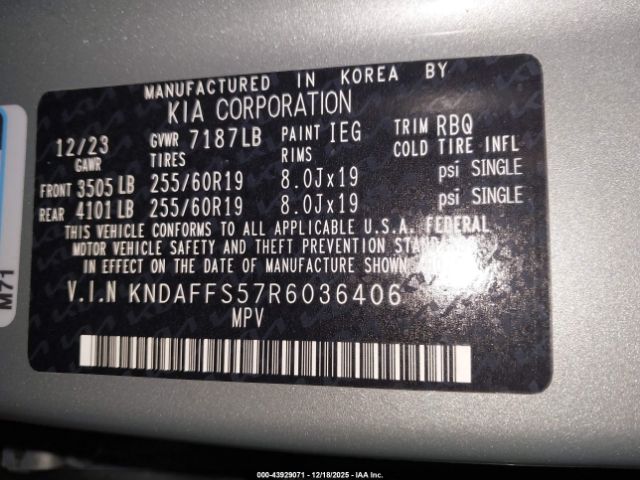 MANUFACTURED IN KOREA BY
KIA CORPORATION
12/23 GVWR 7187LB PAINT IEG TRIM RBQ
GAWR TIRES RIMS COLD TIRE INFL
FRONT 3505 LB 255/60R19 8.0Jx19 psi SINGLE
REAR 4101 LB 255/60R19 8.0Jx19 psi SINGLE
THIS VEHICLE CONFORMS TO ALL APPLICABLE U.S.A. FEDERAL
MOTOR VEHICLE SAFETY AND THEFT PREVENTION
IN EFFECT ON THE DATE OF MANUFACTURE SHOWN
V.I.N KNDAFFS57R6036406
MPV
M71
000-43929071 - 12/18/2025 - IAA Inc.